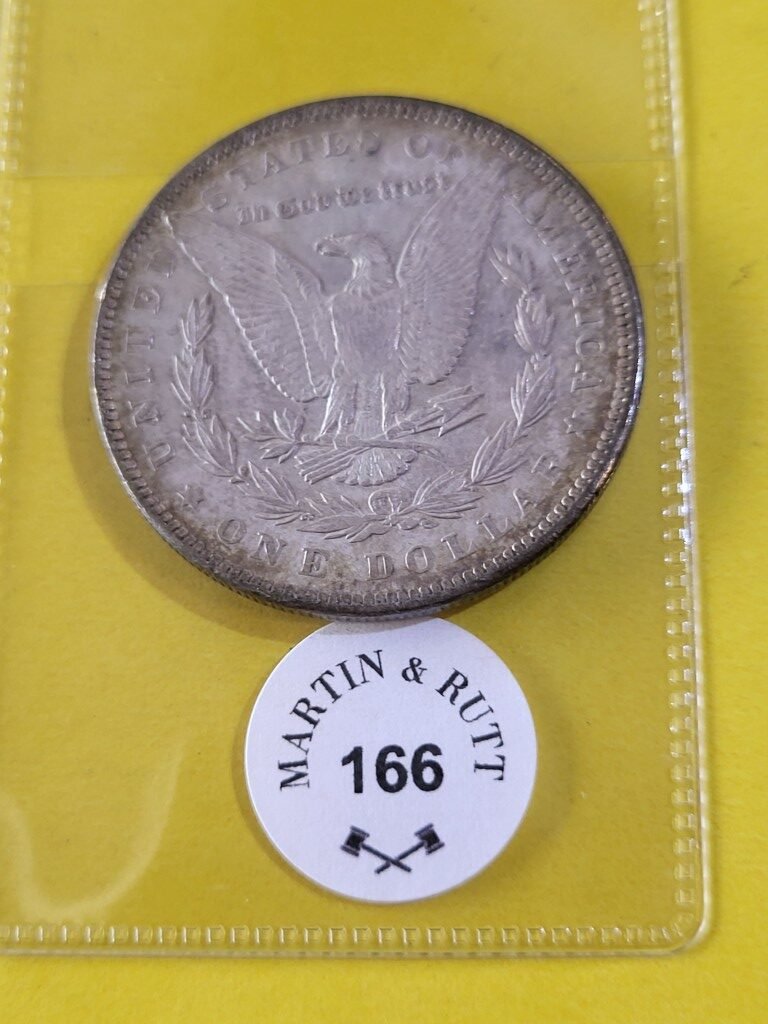 UNITED STATES OF AMERICA
In God We Trust
ONE DOLLAR
MARTIN & RUTT
166